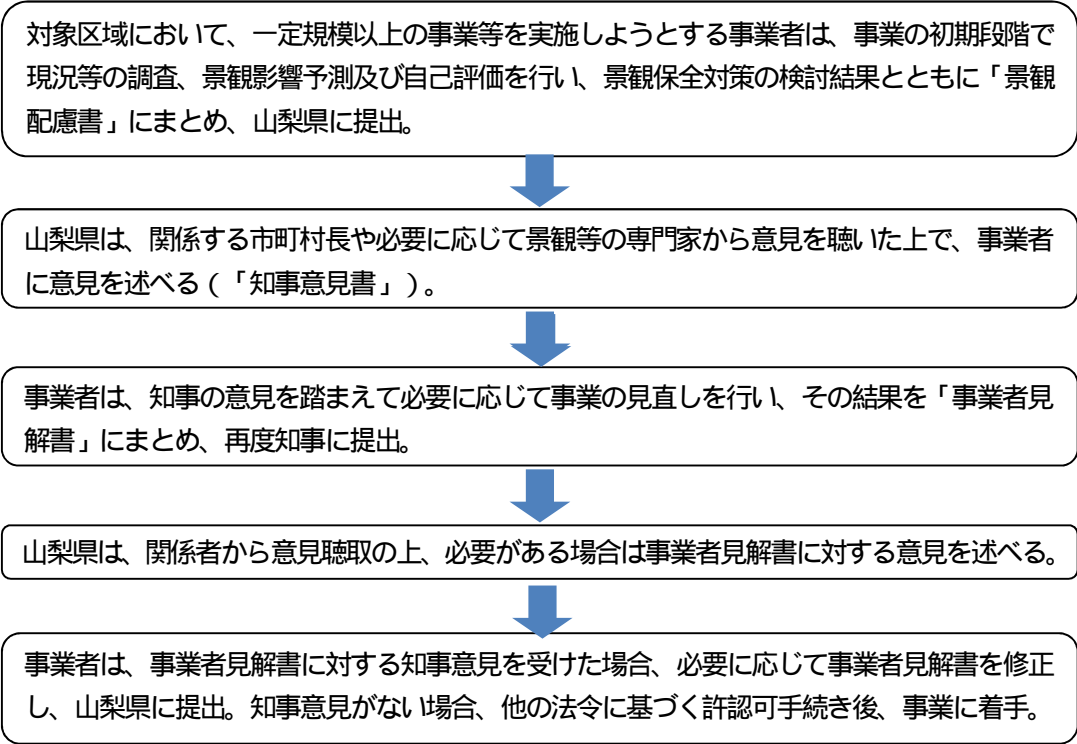 対象区域において、一定規模以上の事業等を実施しようとする事業者は、事業の初期段階で
現況等の調査、景観影響予測及び自己評価を行い、景観保全対策の検討結果とともに「景観
配慮書」にまとめ、山梨県に提出。
山梨県は、関係する市町村長や必要に応じて景観等の専門家から意見を聴いた上で、事業者
に意見を述べる(「知事意見書」)。
事業者は、知事の意見を踏まえて必要に応じて事業の見直しを行い、その結果を「事業者見
解書」にまとめ、再度知事に提出。
山梨県は、関係者から意見聴取の上、必要がある場合は事業者見解書に対する意見を述べる。
事業者は、事業者見解書に対する知事意見を受けた場合、必要に応じて事業者見解書を修正
し、山梨県に提出。知事意見がない場合、他の法令に基づく許認可手続き後、事業に着手。